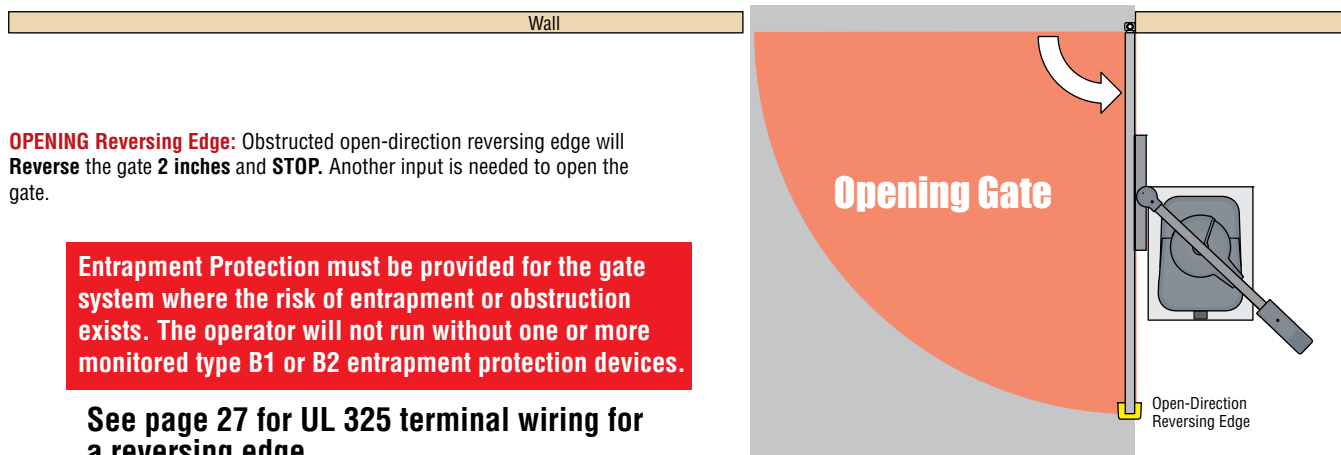 Wall
OPENING Reversing Edge: Obstructed open-direction reversing edge will
Reverse the gate 2 inches and STOP. Another input is needed to open the
gate.
Entrapment Protection must be provided for the gate
system where the risk of entrapment or obstruction
exists. The operator will not run without one or more
monitored type B1 or B2 entrapment protection devices.
See page 27 for UL 325 terminal wiring for
a reversing edge
Opening Gate
Open-Direction
Reversing Edge